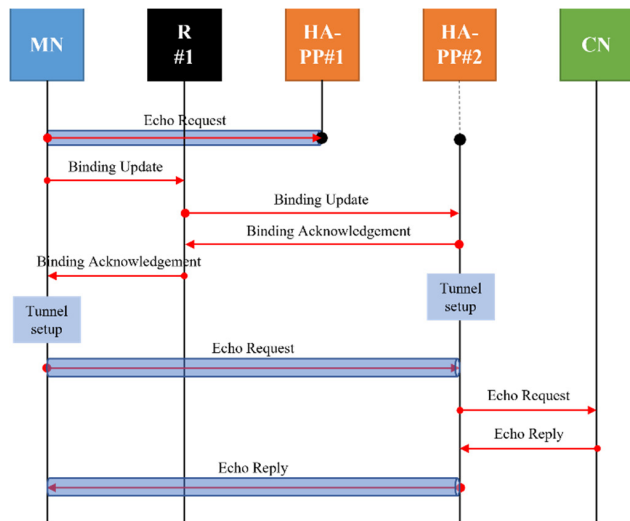 MN
R
#1
HA-
PP#1
HA-
PP#2
CN
Echo Request
Binding Update
Binding Update
Binding Acknowledgement
Binding Acknowledgement
Tunnel
setup
Tunnel
setup
Echo Request
Echo Request
Echo Reply
Echo Reply